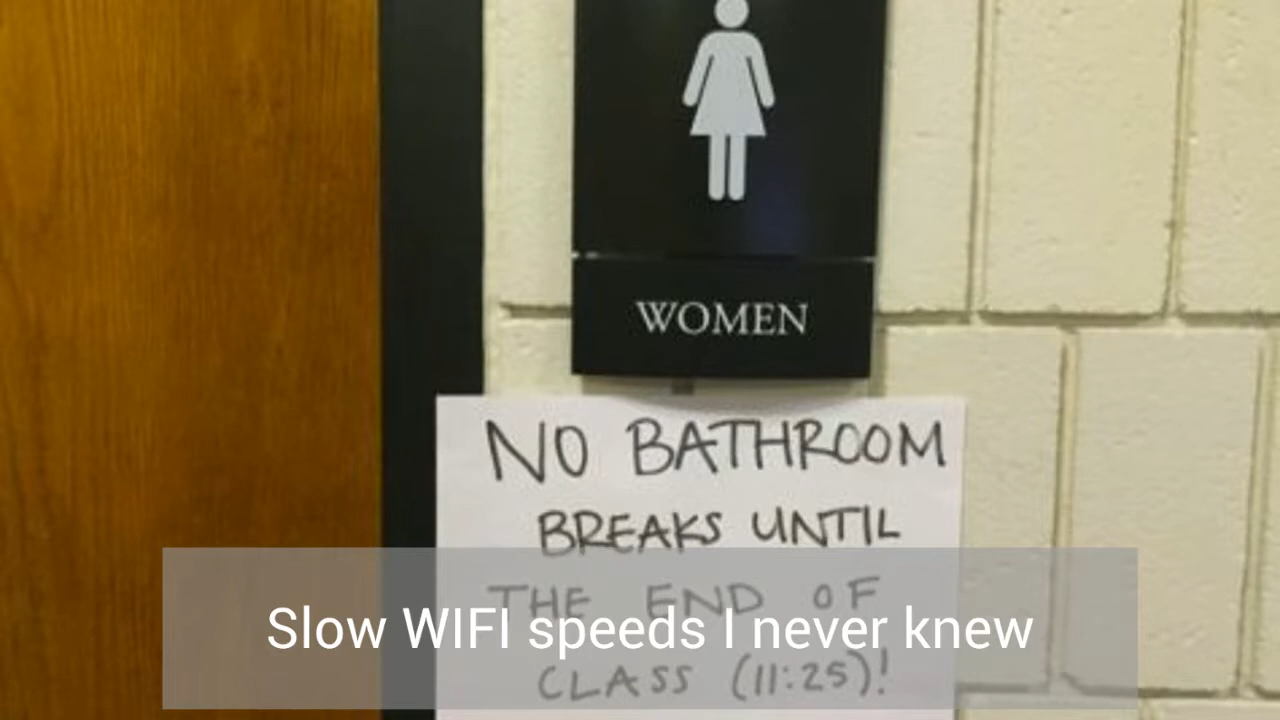 WOMEN
NO BATHROOM
BREAKS UNTIL
THE END OF
Slow WIFI speeds I never knew
CLASS (11:25)!